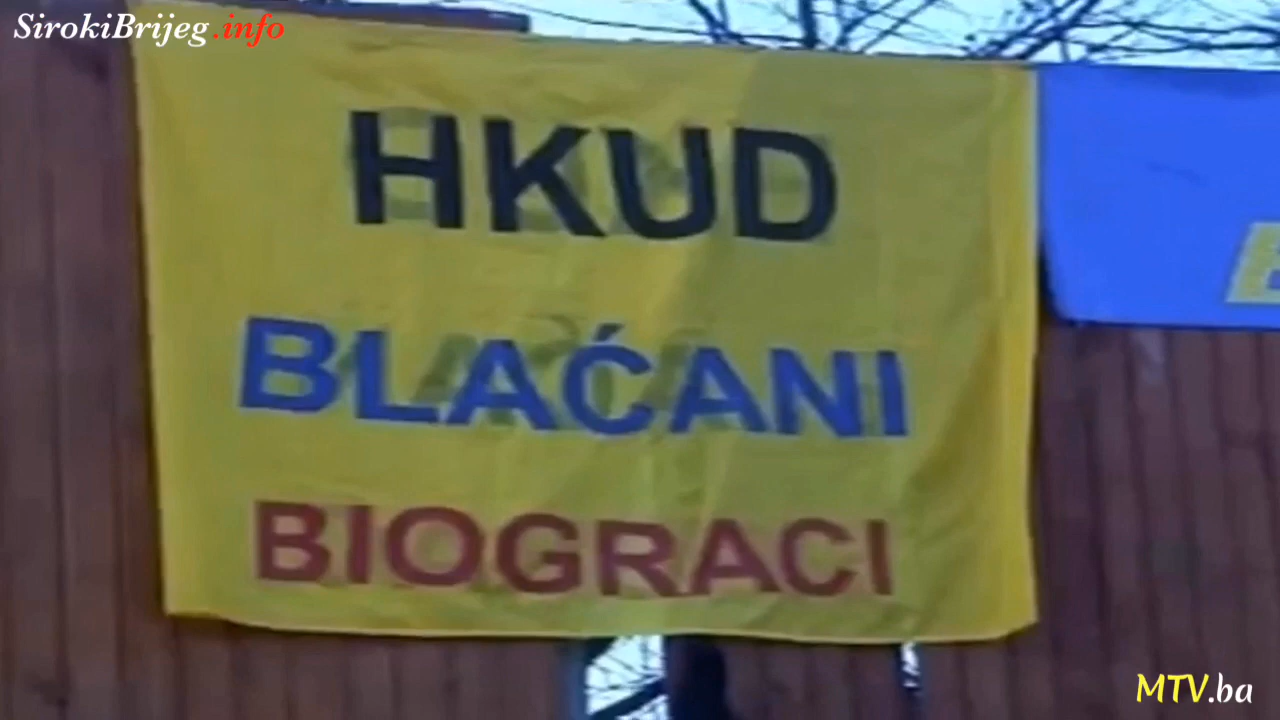 SirokiBrijeg.info
HKUD
BLAĆANI
BIOGRACI
MTV.ba